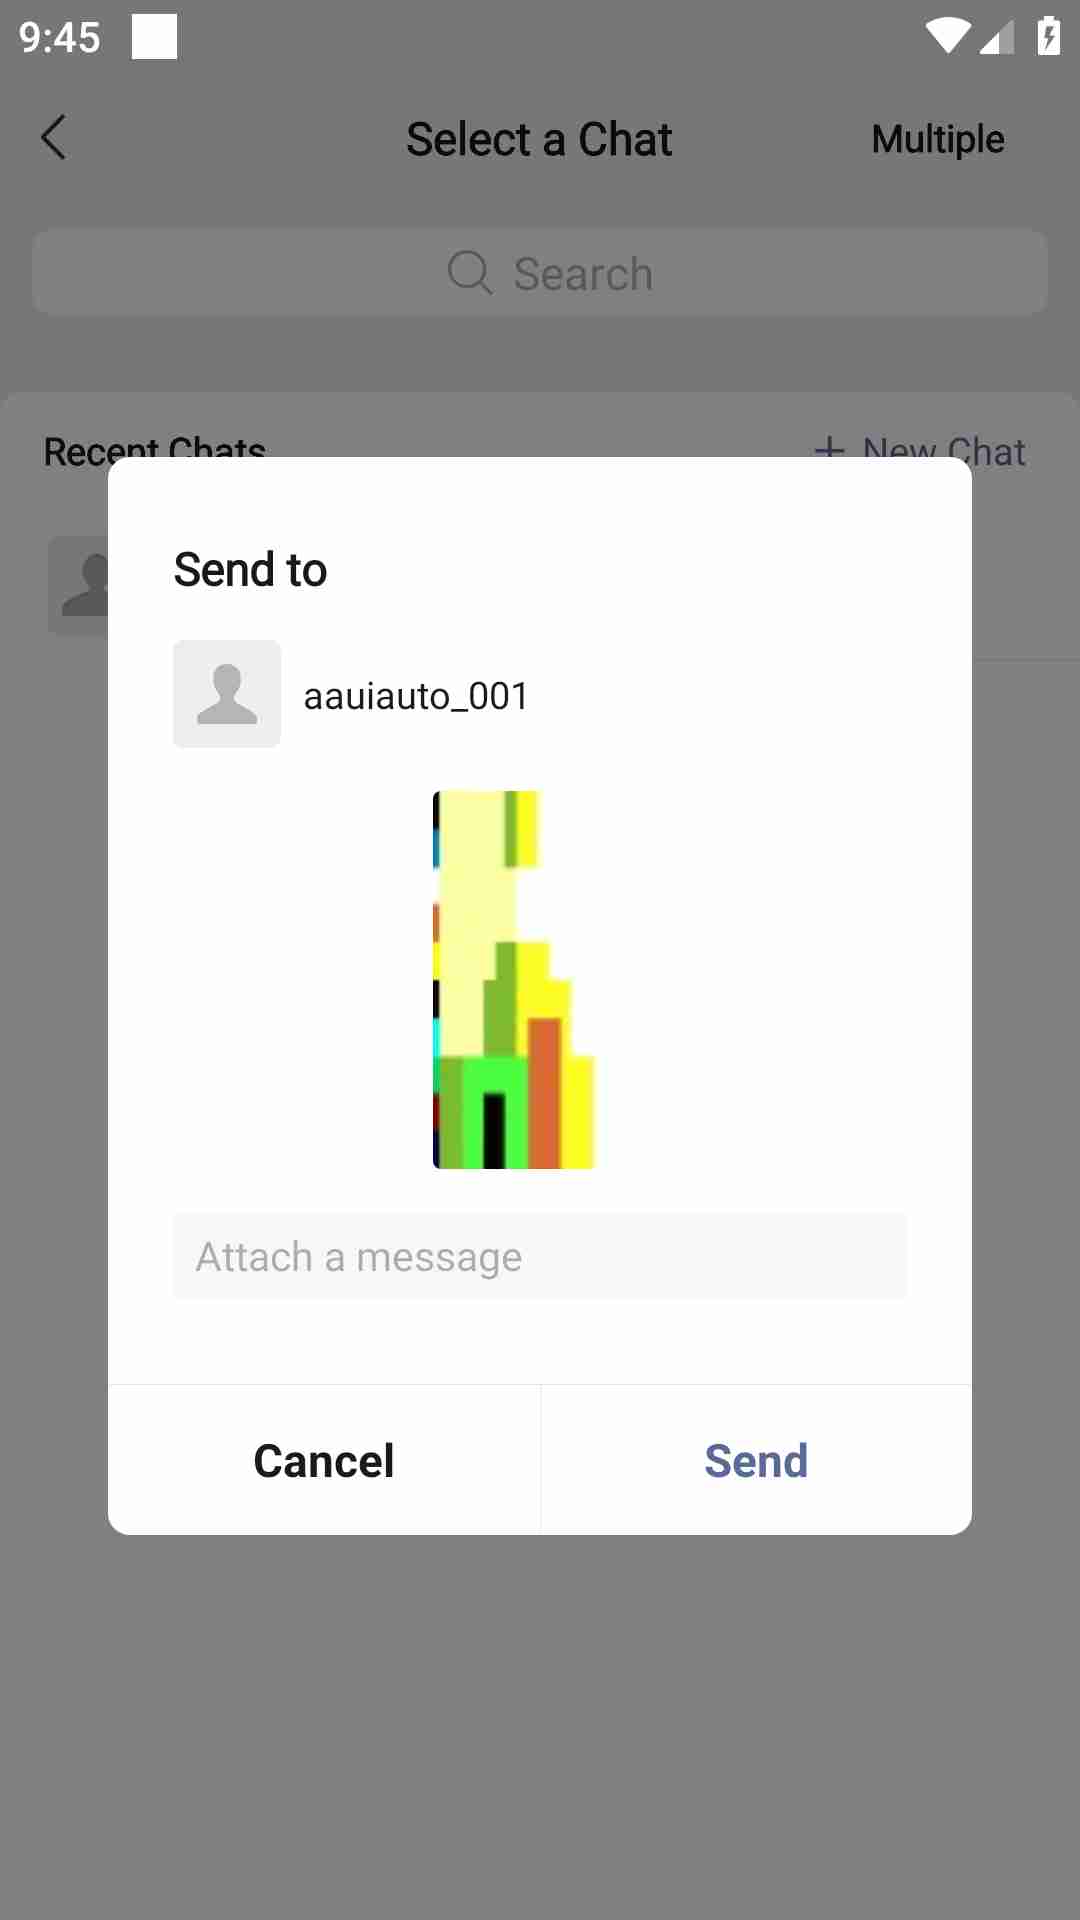 9:45
Select a Chat
Multiple
Search
Recent Chats
+ New Chat
Send to
aauiauto_001
Attach a message
Cancel
Send